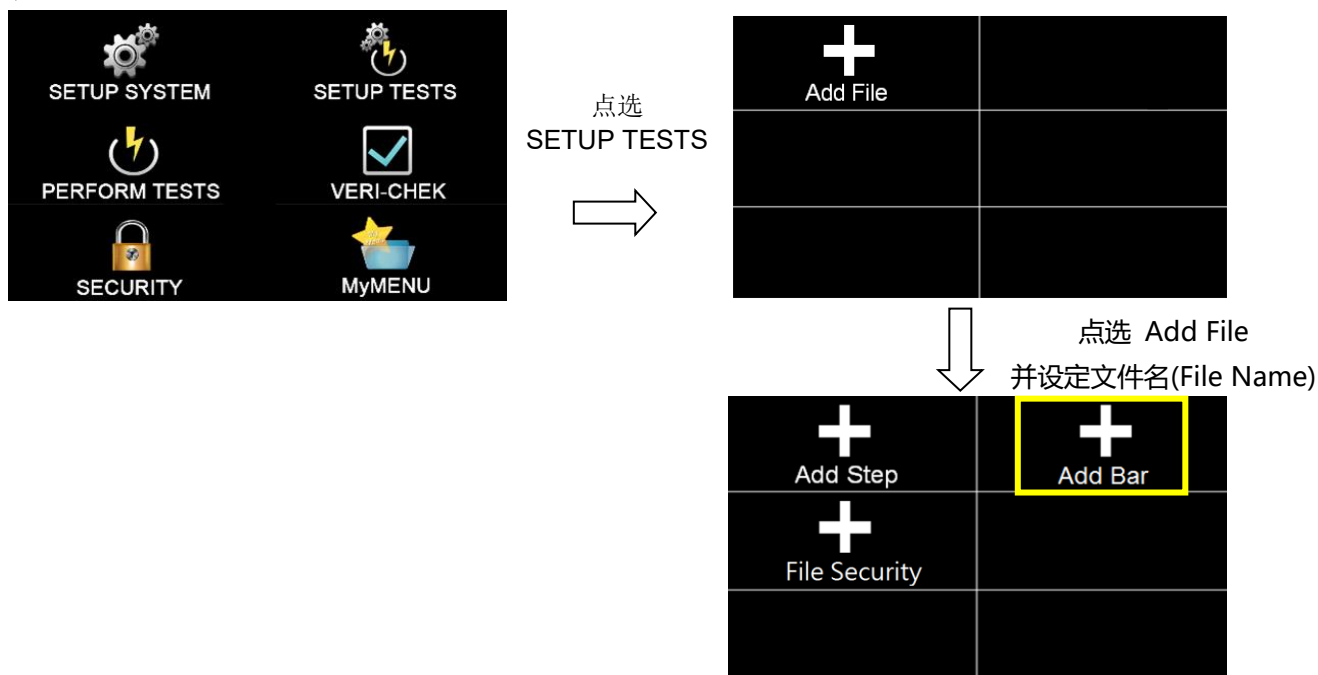 SETUP SYSTEM
SETUP TESTS
PERFORM TESTS
VERI-CHEK
SECURITY
MyMENU
点选
SETUP TESTS
Add File
点选 Add File
并设定文件名(File Name)
Add Step
Add Bar
File Security